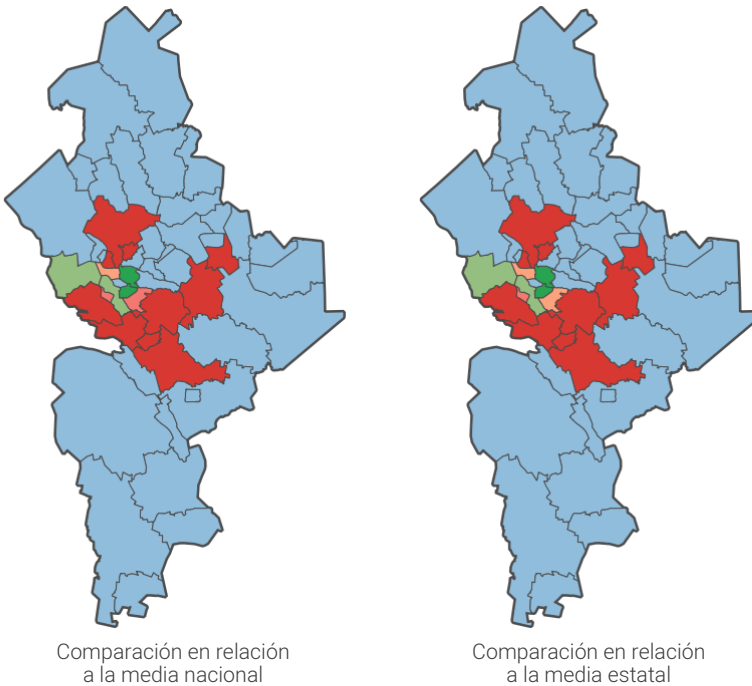 Comparación en relación
a la media nacional
Comparación en relación
a la media estatal